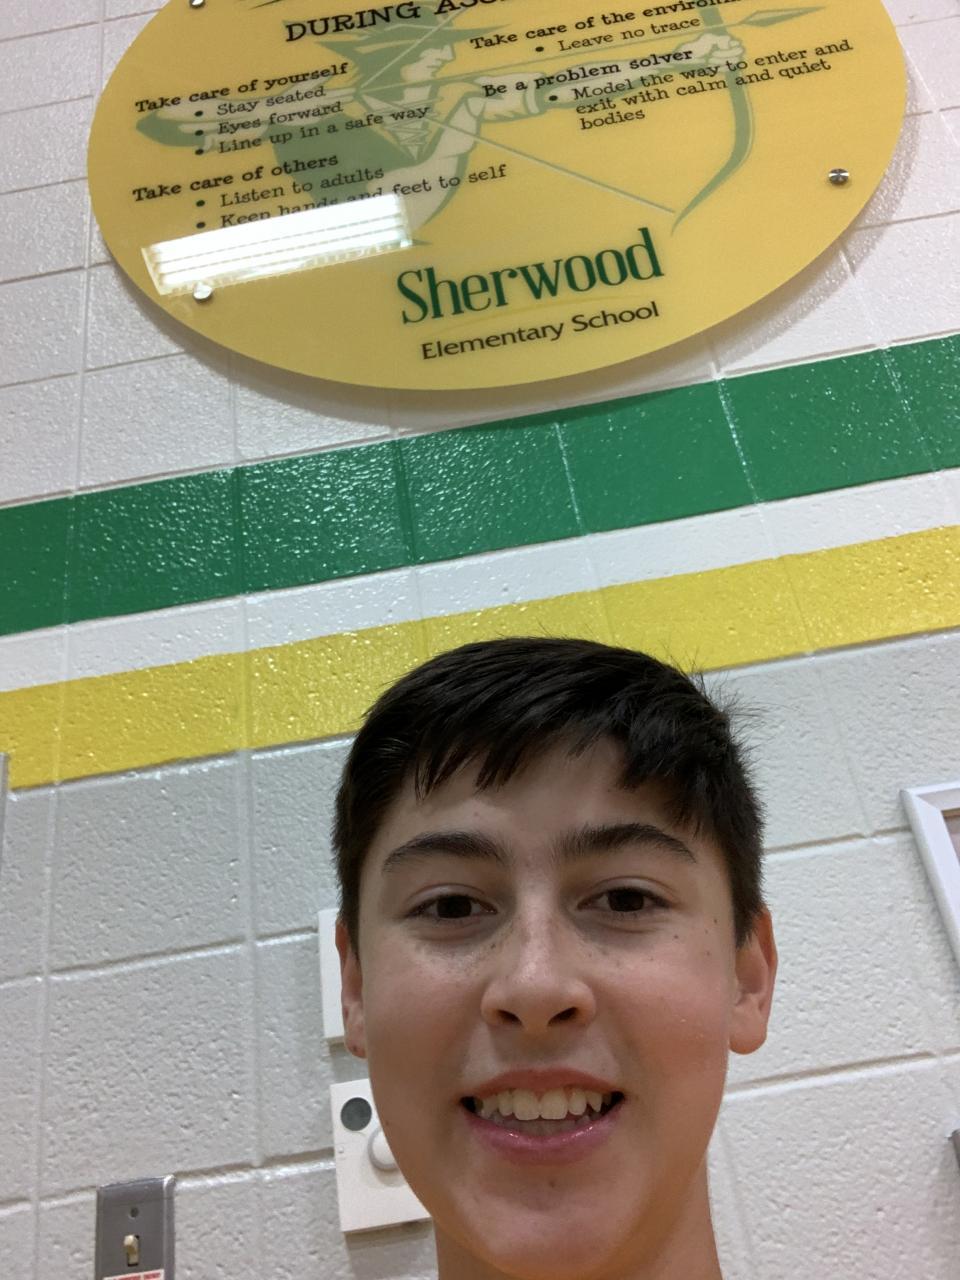 DURING
Take care of yourself
• Stay seated
• Eyes forward
• Line up in a safe way
Take care of others
• Listen to adults
• Keep hands and feet to self
Take care of the
• Leave no trace
Be a problem solver
• Model the way to enter and
exit with calm and quiet
bodies
Sherwood
Elementary School